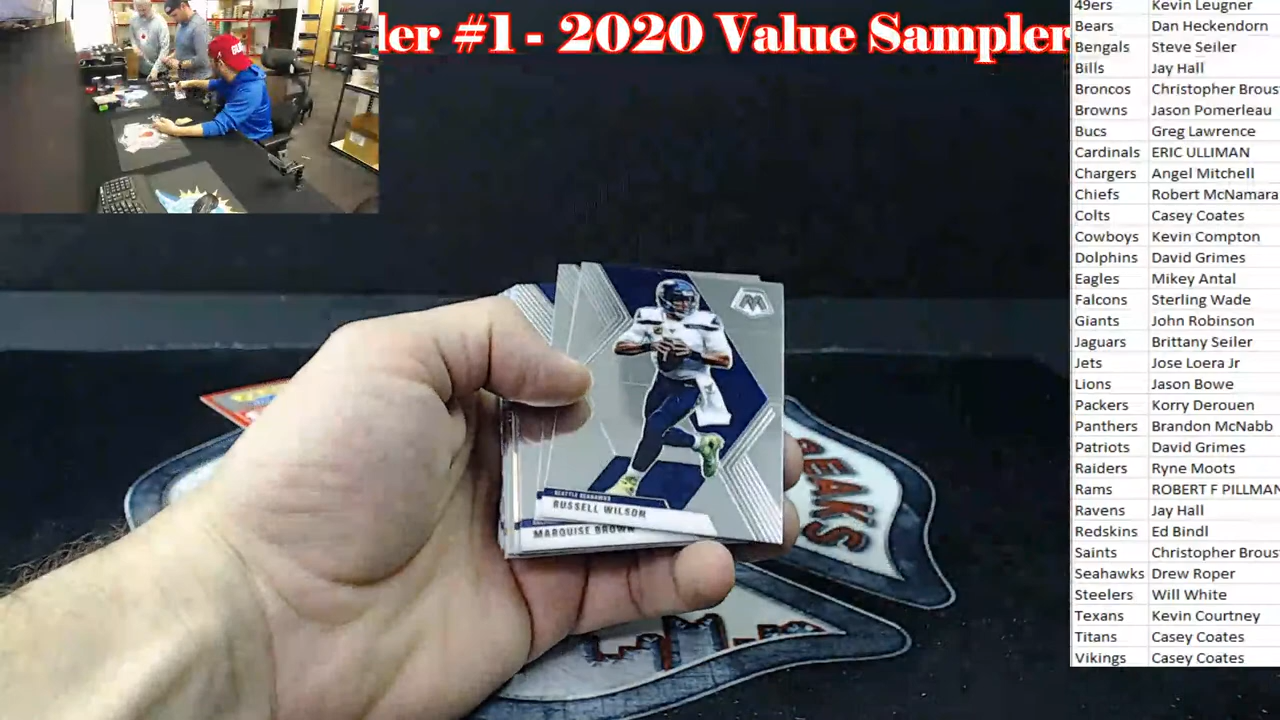 der #1 - 2020 Value Sampler
49ers Kevin Leugner
Bears Dan Heckendorn
Bengals Steve Seiler
Bills Jay Hall
Broncos Christopher Brous
Browns Jason Pomerleau
Bucs Greg Lawrence
Cardinals ERIC ULLIMAN
Chargers Angel Mitchell
Chiefs Robert McNamara
Colts Casey Coates
Cowboys Kevin Compton
Dolphins David Grimes
Eagles Mikey Antal
Falcons Sterling Wade
Giants John Robinson
Jaguars Brittany Seiler
Jets Jose Loera Jr
Lions Jason Bowe
Packers Korry Derouen
Panthers Brandon McNabb
Patriots David Grimes
Raiders Ryne Moots
Rams ROBERT F PILLMAN
Ravens Jay Hall
Redskins Ed Bindl
Saints Christopher Brous
Seahawks Drew Roper
Steelers Will White
Texans Kevin Courtney
Titans Casey Coates
Vikings Casey Coates
SEATTLE SEAHAWKS
RUSSELL WILSON
MARQUISE BROWN
EAKS